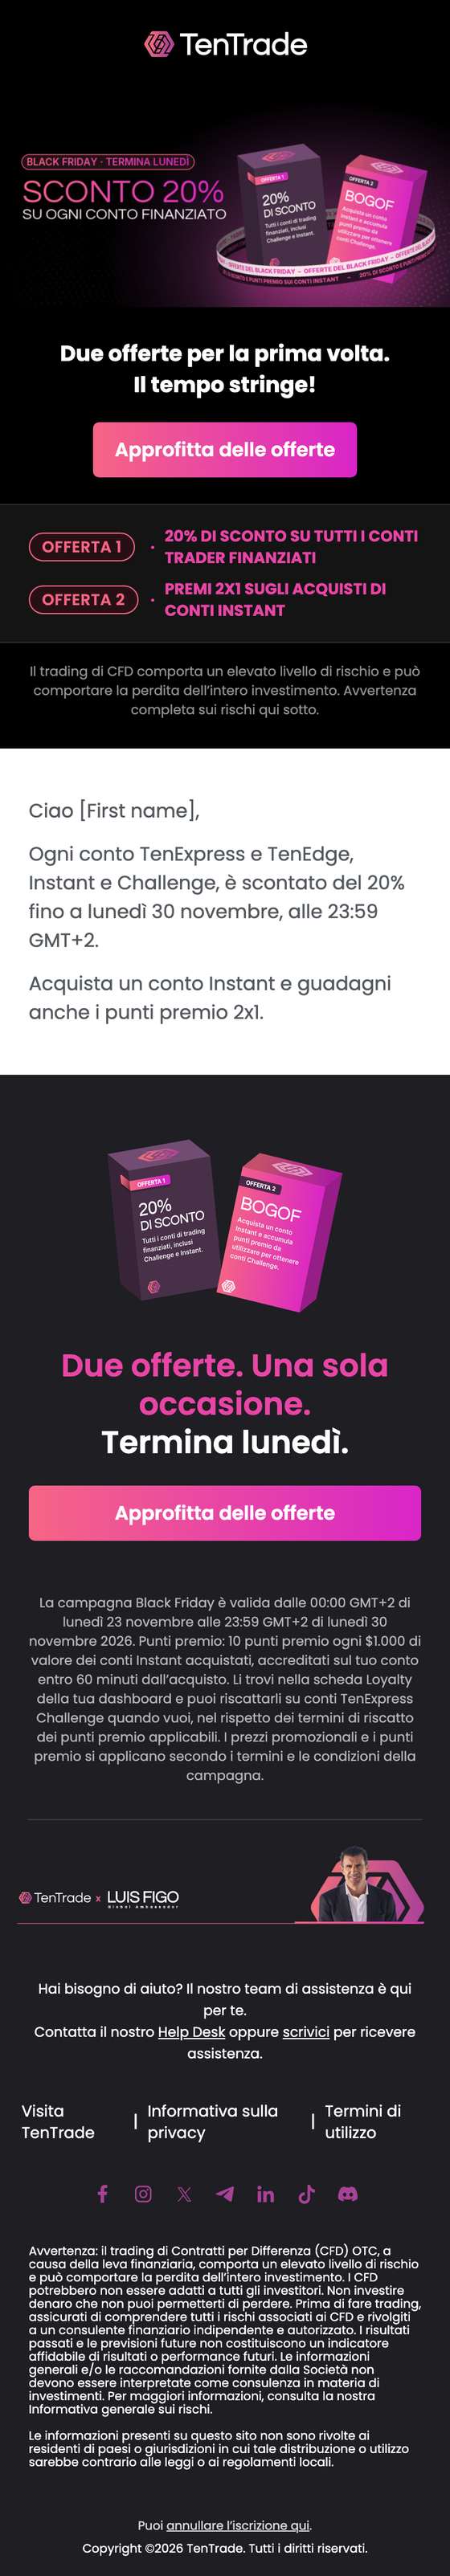 TenTrade
BLACK FRIDAY · TERMINA LUNEDÌ
SCONTO 20%
SU OGNI CONTO FINANZIATO
OFFERTA 1
20%
DI SCONTO
Tutti i conti di trading
finanziati, inclusi
Challenge e Instant.
OFFERTA 2
BOGOF
Acquista un conto
Instant e accumula
punti premio da
utilizzare per ottenere
conti Challenge.
OFFERTE DEL BLACK FRIDAY – OFFERTE DEL BLACK FRIDAY – OFFERTE DEL
Due offerte per la prima volta.
Il tempo stringe!
Approfitta delle offerte
OFFERTA 1 · 20% DI SCONTO SU TUTTI I CONTI
TRADER FINANZIATI
OFFERTA 2 · PREMI 2X1 SUGLI ACQUISTI DI
CONTI INSTANT
Il trading di CFD comporta un elevato livello di rischio e può
comportare la perdita dell’intero investimento. Avvertenza
completa sui rischi qui sotto.
Ciao [First name],
Ogni conto TenExpress e TenEdge,
Instant e Challenge, è scontato del 20%
fino a lunedì 30 novembre, alle 23:59
GMT+2.
Acquista un conto Instant e guadagni
anche i punti premio 2x1.
OFFERTA 1
20%
DI SCONTO
Tutti i conti di trading
finanziati, inclusi
Challenge e Instant.
OFFERTA 2
BOGOF
Acquista un conto
Instant e accumula
punti premio da
utilizzare per ottenere
conti Challenge.
Due offerte. Una sola
occasione.
Termina lunedì.
Approfitta delle offerte
La campagna Black Friday è valida dalle 00:00 GMT+2 di
lunedì 23 novembre alle 23:59 GMT+2 di lunedì 30
novembre 2026. Punti premio: 10 punti premio ogni $1.000 di
valore dei conti Instant acquistati, accreditati sul tuo conto
entro 60 minuti dall’acquisto. Li trovi nella scheda Loyalty
della tua dashboard e puoi riscattarli su conti TenExpress
Challenge quando vuoi, nel rispetto dei termini di riscatto
dei punti premio applicabili. I prezzi promozionali e i punti
premio si applicano secondo i termini e le condizioni della
campagna.
TenTrade x LUIS FIGO
Global Ambassador
Hai bisogno di aiuto? Il nostro team di assistenza è qui
per te.
Contatta il nostro Help Desk oppure scrivici per ricevere
assistenza.
Visita
TenTrade
|
Informativa sulla
privacy
|
Termini di
utilizzo
Avvertenza: il trading di Contratti per Differenza (CFD) OTC, a
causa della leva finanziaria, comporta un elevato livello di rischio
e può comportare la perdita dell’intero investimento. I CFD
potrebbero non essere adatti a tutti gli investitori. Non investire
denaro che non puoi permetterti di perdere. Prima di fare trading,
assicurati di comprendere tutti i rischi associati ai CFD e rivolgiti
a un consulente finanziario indipendente e autorizzato. I risultati
passati e le previsioni future non costituiscono un indicatore
affidabile di risultati o performance futuri. Le informazioni
generali e/o le raccomandazioni fornite dalla Società non
devono essere interpretate come consulenza in materia di
investimenti. Per maggiori informazioni, consulta la nostra
Informativa generale sui rischi.
Le informazioni presenti su questo sito non sono rivolte ai
residenti di paesi o giurisdizioni in cui tale distribuzione o utilizzo
sarebbe contrario alle leggi o ai regolamenti locali.
Puoi annullare l’iscrizione qui.
Copyright ©2026 TenTrade. Tutti i diritti riservati.